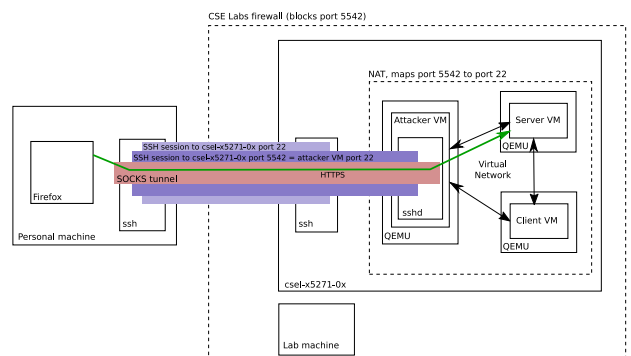 CSE Labs firewall (blocks port 5542)
NAT, maps port 5542 to port 22
Attacker VM
Server VM
QEMU
SSH session to csel-x5271-0x port 22
SSH session to csel-x5271-0x port 5542 = attacker VM port 22
Virtual
Network
HTTPS
SOCKS tunnel
Firefox
sshd
Client VM
ssh
ssh
QEMU
Personal machine
QEMU
csel-x5271-0x
Lab machine